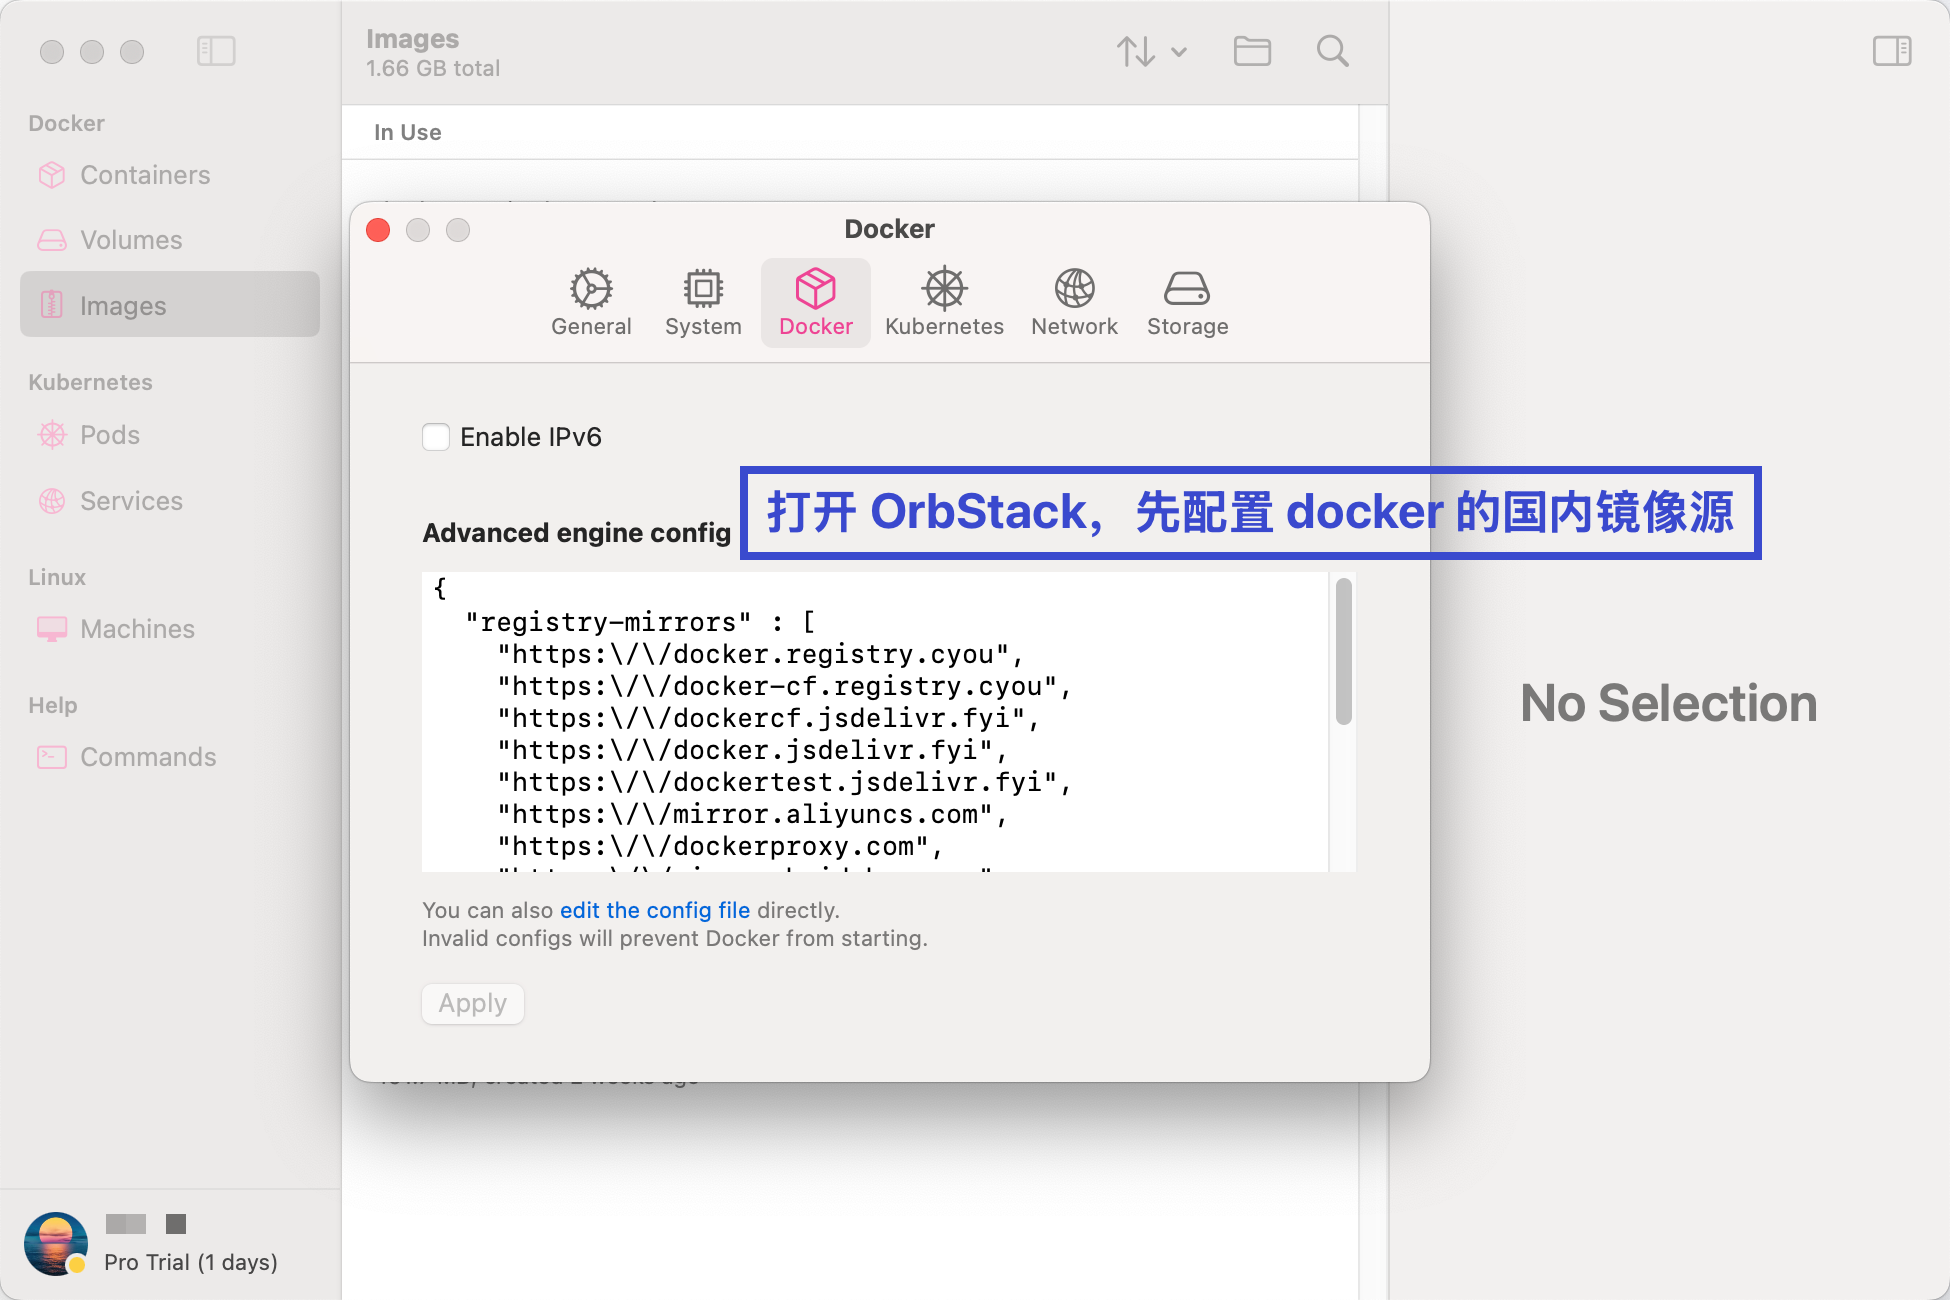 Images
1.66 GB total
Docker
Containers
Volumes
Images
Kubernetes
Pods
Services
Linux
Machines
Help
Commands
Pro Trial (1 days)
In Use
Docker
General
System
Docker
Kubernetes
Network
Storage
Enable IPv6
打开 OrbStack，先配置 docker 的国内镜像源
Advanced engine config
{
"registry-mirrors" : [
"https:\/\/docker.registry.cyou",
"https:\/\/docker-cf.registry.cyou",
"https:\/\/dockercf.jsdelivr.fyi",
"https:\/\/docker.jsdelivr.fyi",
"https:\/\/dockertest.jsdelivr.fyi",
"https:\/\/mirror.aliyuncs.com",
"https:\/\/dockerproxy.com",
You can also edit the config file directly.
Invalid configs will prevent Docker from starting.
Apply
No Selection